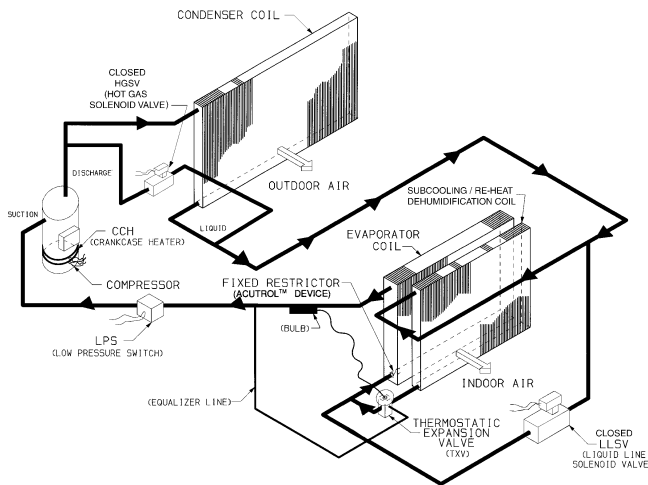 CONDENSER COIL
CLOSED
HGSV
(HOT GAS
SOLENOID VALVE)
DISCHARGE
OUTDOOR AIR
SUBCOOLING / RE-HEAT
DEHUMIDIFICATION COIL
SUCTION
LIQUID
CCH
(CRANKCASE HEATER)
EVAPORATOR
COIL
COMPRESSOR
FIXED RESTRICTOR
(ACUTROL™ DEVICE)
(BULB)
LPS
(LOW PRESSURE SWITCH)
INDOOR AIR
(EQUALIZER LINE)
THERMOSTATIC
EXPANSION
VALVE
(TXV)
CLOSED
LLSV
(LIQUID LINE
SOLENOID VALVE